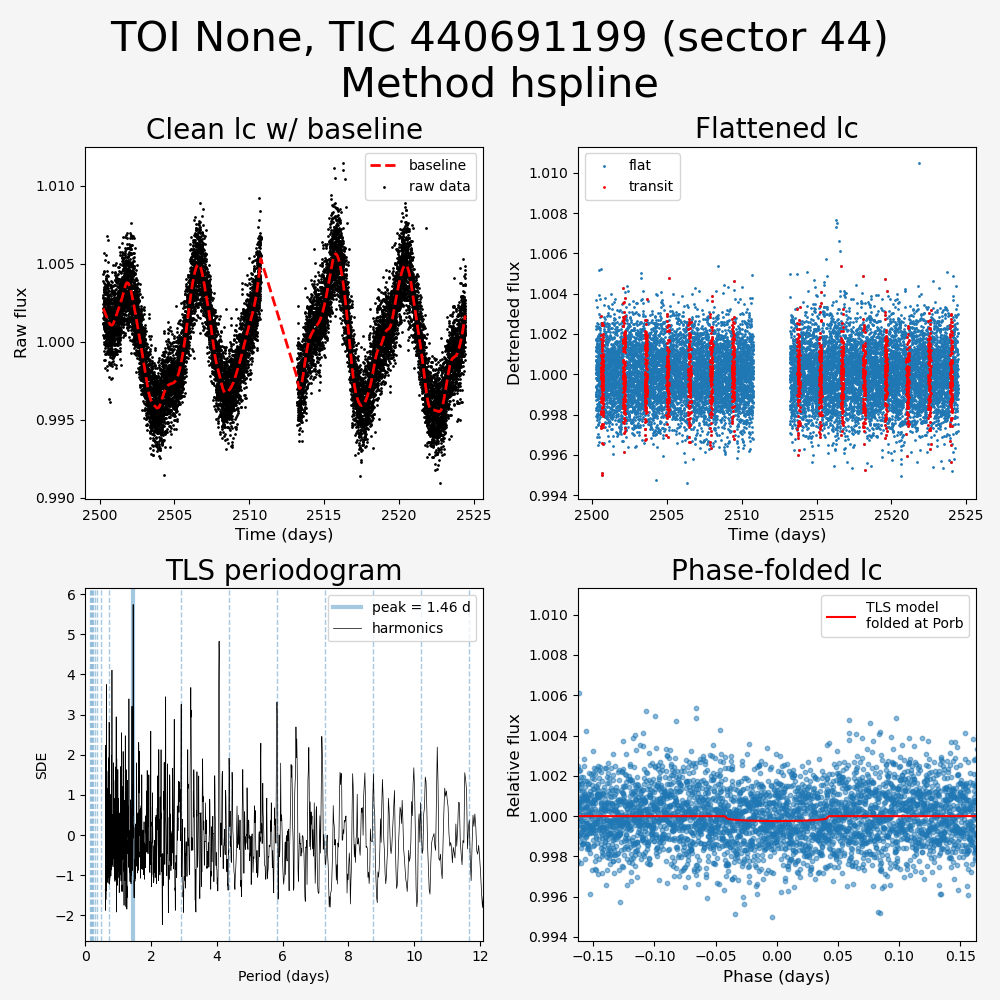 TOI None, TIC 440691199 (sector 44)
Method hspline
Clean lc w/ baseline
Flattened lc
baseline
raw data
flat
transit
Raw flux
1.010
1.005
1.000
0.995
0.990
2500
2505
2510
2515
2520
2525
Time (days)
Detrended flux
1.010
1.008
1.006
1.004
1.002
1.000
0.998
0.996
0.994
2500
2505
2510
2515
2520
2525
Time (days)
TLS periodogram
Phase-folded lc
peak = 1.46 d
harmonics
SDE
6
5
4
3
2
1
0
−1
−2
0
2
4
6
8
10
12
Period (days)
TLS model
folded at Porb
Relative flux
1.010
1.008
1.006
1.004
1.002
1.000
0.998
0.996
0.994
−0.15
−0.10
−0.05
0.00
0.05
0.10
0.15
Phase (days)